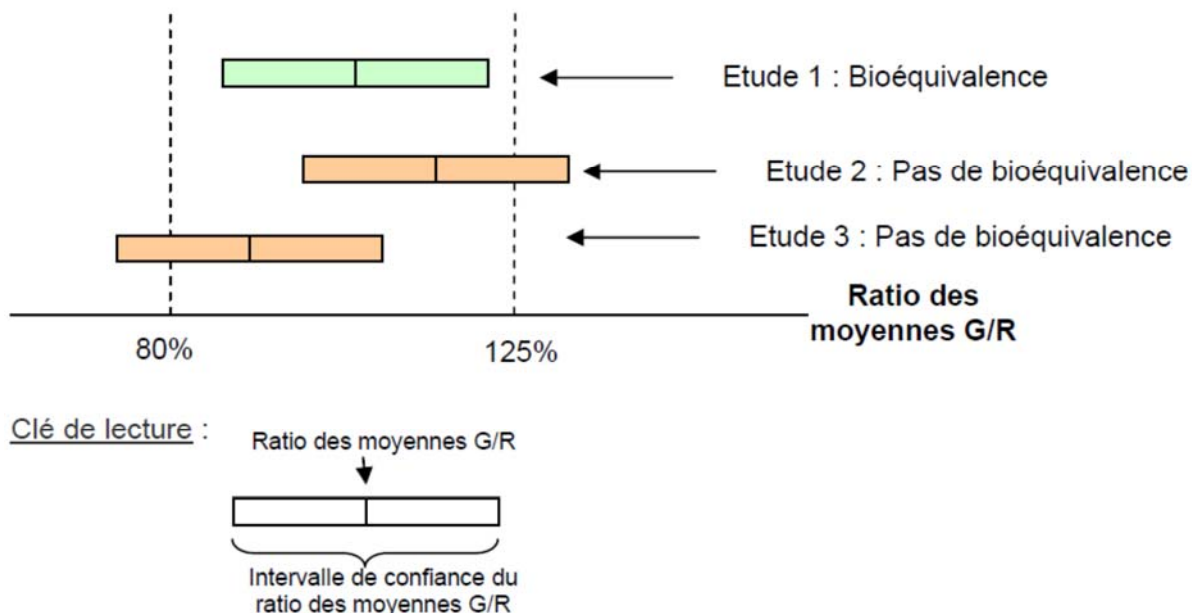 Etude 1 : Bioéquivalence
Etude 2 : Pas de bioéquivalence
Etude 3 : Pas de bioéquivalence
Ratio des
moyennes G/R
80%
125%
Clé de lecture :
Ratio des moyennes G/R
Intervalle de confiance du
ratio des moyennes G/R